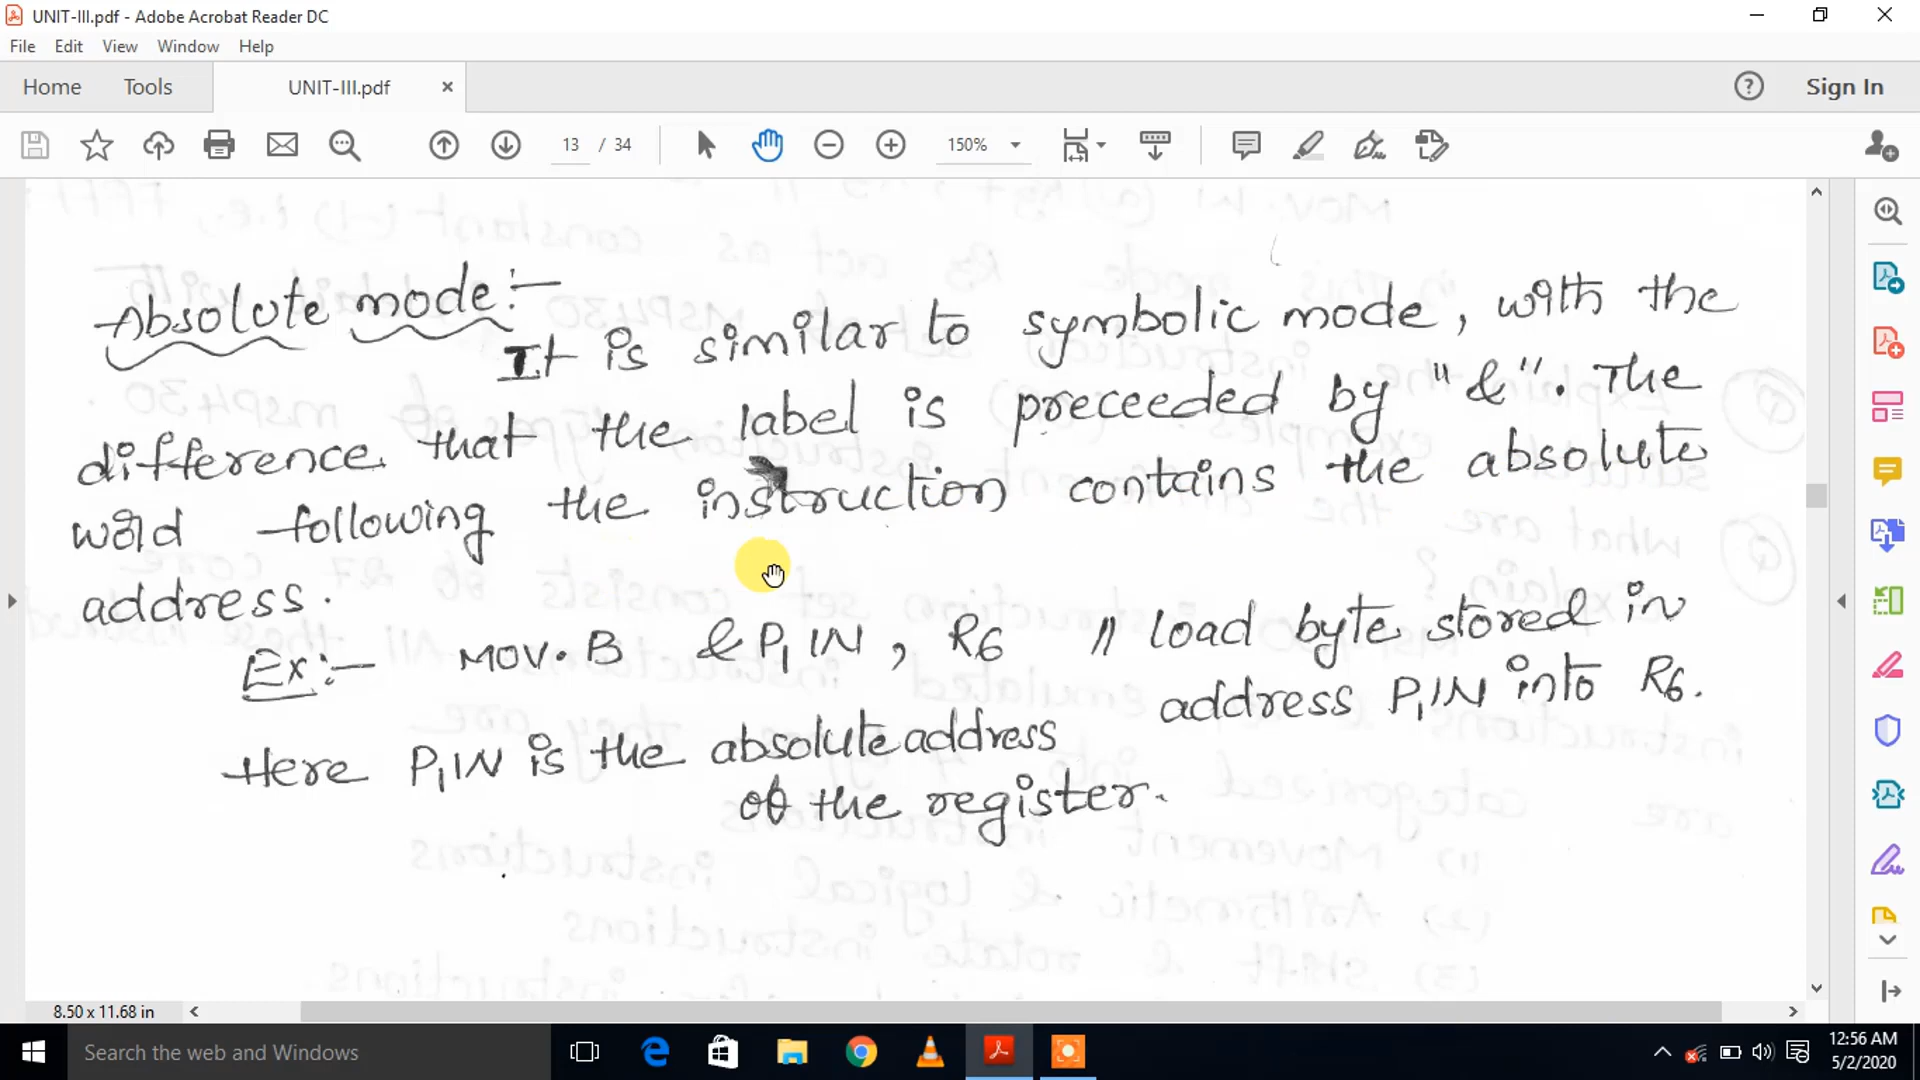 UNIT-III.pdf - Adobe Acrobat Reader DC
File Edit View Window Help
Home Tools UNIT-III.pdf × Sign In
13 / 34 150%
Absolute mode:-
It is similar to symbolic mode, with the
difference that the label is preceeded by "&". The
word following the instruction contains the absolute
address.
Ex:- MOV.B &P1IN, R6 // load byte stored in
address P1IN into R6.
Here P1IN is the absolute address
of the register.
8.50 x 11.68 in
Search the web and Windows
12:56 AM
5/2/2020